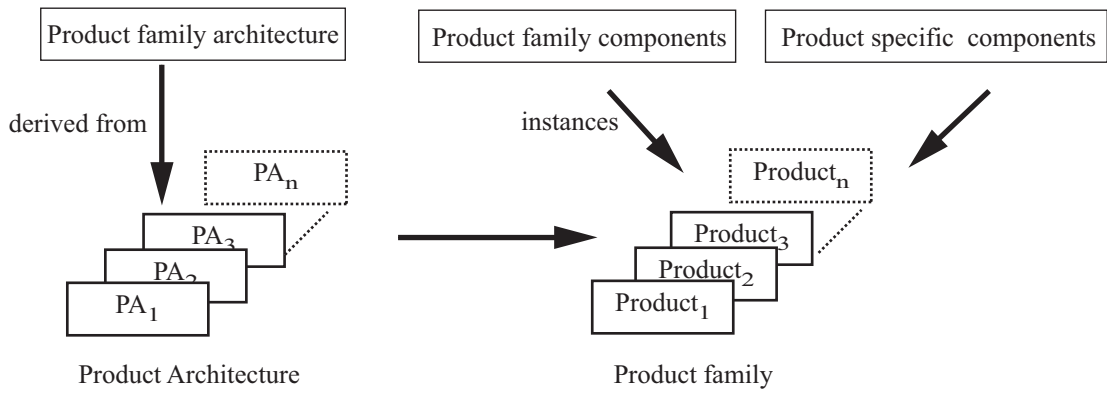 Product family architecture
Product family components
Product specific components
derived from
instances
PAn
Productn
PA3
Product3
PA2
Product2
PA1
Product1
Product Architecture
Product family